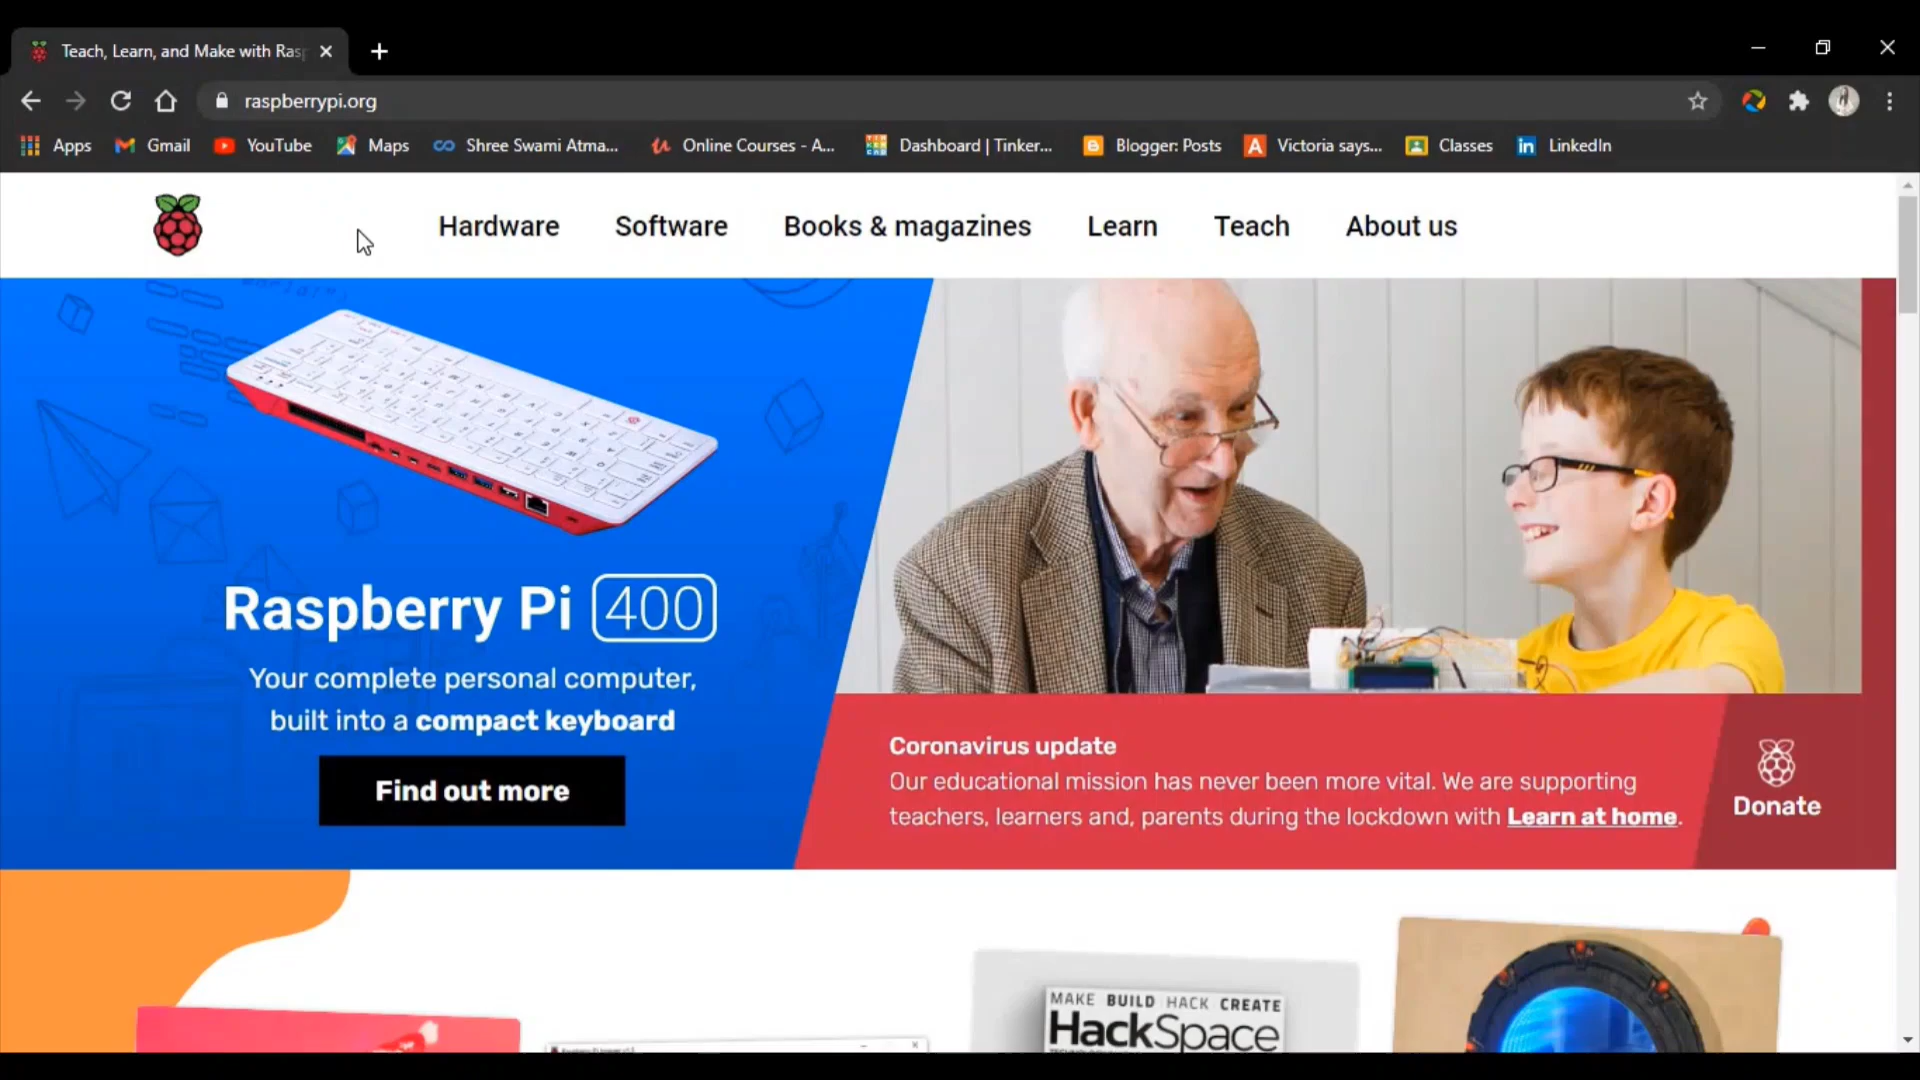 Teach, Learn, and Make with Ras
raspberrypi.org
Apps
Gmail
YouTube
Maps
Shree Swami Atma...
Online Courses - A...
Dashboard | Tinker...
Blogger: Posts
Victoria says...
Classes
LinkedIn
Hardware
Software
Books & magazines
Learn
Teach
About us
Raspberry Pi 400
Your complete personal computer,
built into a compact keyboard
Find out more
Coronavirus update
Our educational mission has never been more vital. We are supporting
teachers, learners and, parents during the lockdown with Learn at home.
Donate
MAKE BUILD HACK CREATE
HackSpace